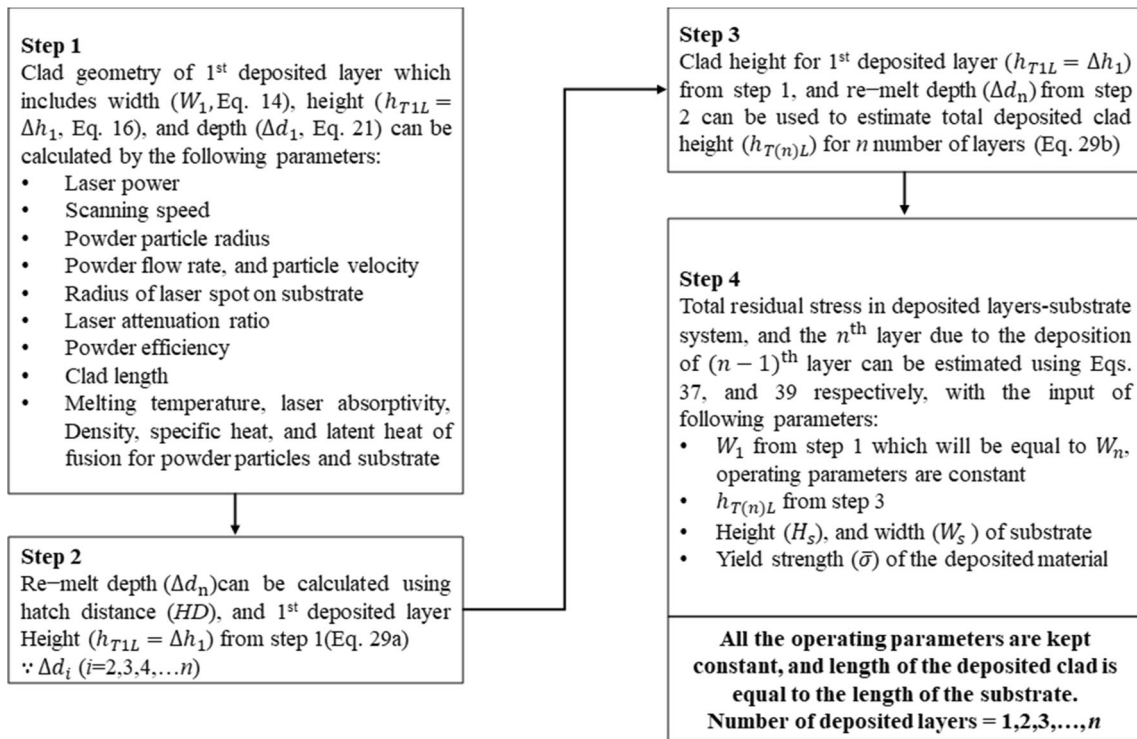 Step 1
Clad geometry of 1st deposited layer which
includes width (W₁, Eq. 14), height (h_{T1L} =
Δh₁, Eq. 16), and depth (Δd₁, Eq. 21) can be
calculated by the following parameters:
• Laser power
• Scanning speed
• Powder particle radius
• Powder flow rate, and particle velocity
• Radius of laser spot on substrate
• Laser attenuation ratio
• Powder efficiency
• Clad length
• Melting temperature, laser absorptivity,
Density, specific heat, and latent heat of
fusion for powder particles and substrate
Step 2
Re−melt depth (Δdₙ)can be calculated using
hatch distance (HD), and 1st deposited layer
Height (h_{T1L} = Δh₁) from step 1(Eq. 29a)
∵ Δdᵢ (i=2,3,4,…n)
Step 3
Clad height for 1st deposited layer (h_{T1L} = Δh₁)
from step 1, and re−melt depth (Δdₙ) from step
2 can be used to estimate total deposited clad
height (h_{T(n)L}) for n number of layers (Eq. 29b)
Step 4
Total residual stress in deposited layers-substrate
system, and the nth layer due to the deposition
of (n − 1)th layer can be estimated using Eqs.
37, and 39 respectively, with the input of
following parameters:
• W₁ from step 1 which will be equal to Wₙ,
operating parameters are constant
• h_{T(n)L} from step 3
• Height (Hₛ), and width (Wₛ ) of substrate
• Yield strength (σ̄) of the deposited material
All the operating parameters are kept
constant, and length of the deposited clad is
equal to the length of the substrate.
Number of deposited layers = 1,2,3,…,n